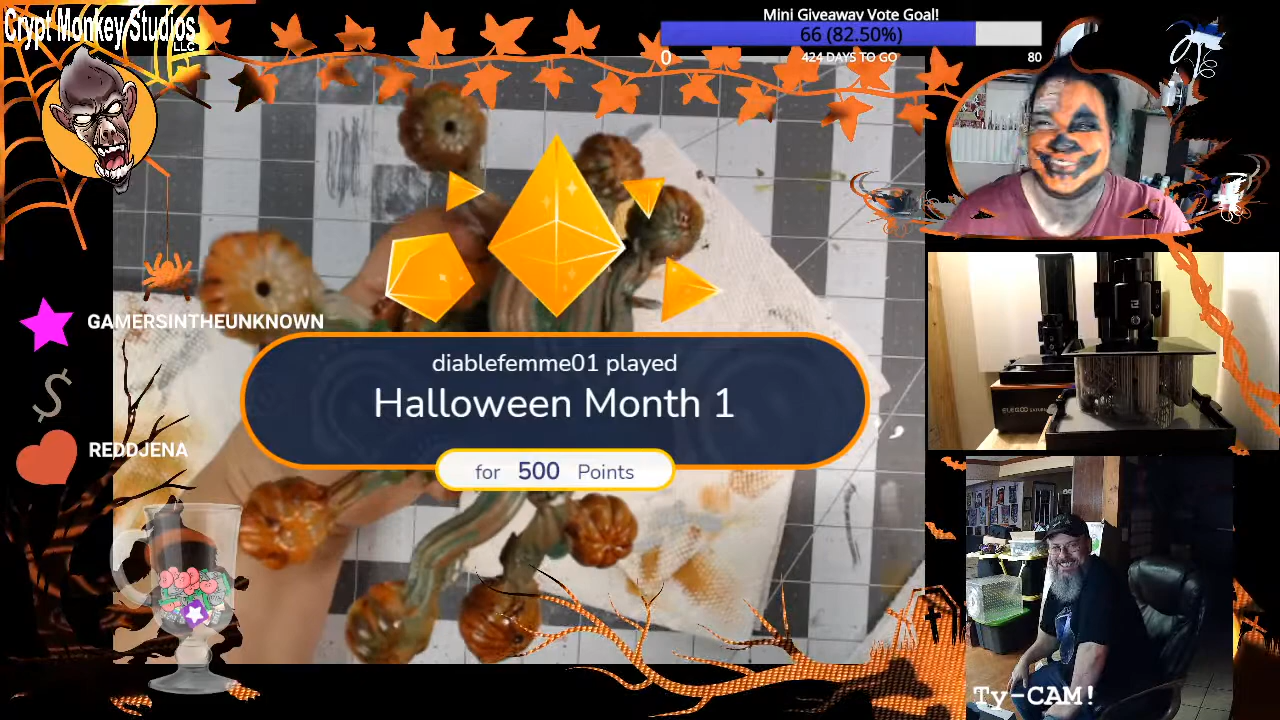 Crypt Monkey Studios
LLC
Mini Giveaway Vote Goal!
66 (82.50%)
0
424 DAYS TO GO
80
GAMERSINTHEUNKNOWN
diablefemme01 played
Halloween Month 1
for 500 Points
REDDJENA
ELEGOO
Ty-CAM!